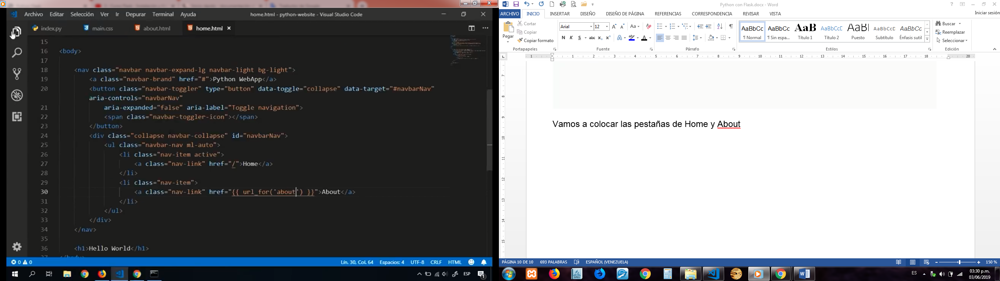 Archivo Editar Selección Ver Ir Depurar Terminal Ayuda
home.html - python-website - Visual Studio Code
index.py main.css about.html home.html
15
16 <body>
17
18 <nav class="navbar navbar-expand-lg navbar-light bg-light">
19 <a class="navbar-brand" href="#">Python WebApp</a>
20 <button class="navbar-toggler" type="button" data-toggle="collapse" data-target="#navbarNav"
aria-controls="navbarNav"
21 aria-expanded="false" aria-label="Toggle navigation">
22 <span class="navbar-toggler-icon"></span>
23 </button>
24 <div class="collapse navbar-collapse" id="navbarNav">
25 <ul class="navbar-nav ml-auto">
26 <li class="nav-item active">
27 <a class="nav-link" href="/">Home</a>
28 </li>
29 <li class="nav-item">
30 <a class="nav-link" href="{{ url_for('about') }}">About</a>
31 </li>
32 </ul>
33 </div>
34 </nav>
35
36 <h1>Hello World</h1>
37 </body>
0 0
Lín. 30, Col. 64 Espacios: 4 UTF-8 CRLF HTML
ESP 1
Python con Flask.docx - Word
ARCHIVO INICIO INSERTAR DISEÑO DISEÑO DE PÁGINA REFERENCIAS CORRESPONDENCIA REVISAR VISTA
Iniciar sesión
Pegar
Cortar
Copiar
Copiar formato
Portapapeles
Arial 12 Aa
N K S abc x₂ x² A ab A
Fuente
Párrafo
AaBbCc AaBbCc AaB AaBbCcD AaB AaBbCcD AaBbCc
¶ Normal ¶ Sin espa... Título 1 Título 2 Puesto Subtítulo Énfasis sutil
Estilos
Buscar
Reemplazar
Seleccionar
Edición
1 1 2 3 4 5 6 7 8 9 10 11 12 13 14 15 16 17 18 20
7
8
9
10
11
12
13
14
15
Vamos a colocar las pestañas de Home y About
PÁGINA 10 DE 10 693 PALABRAS ESPAÑOL (VENEZUELA)
150 %
2011
ES
03:30 p.m.
03/06/2019